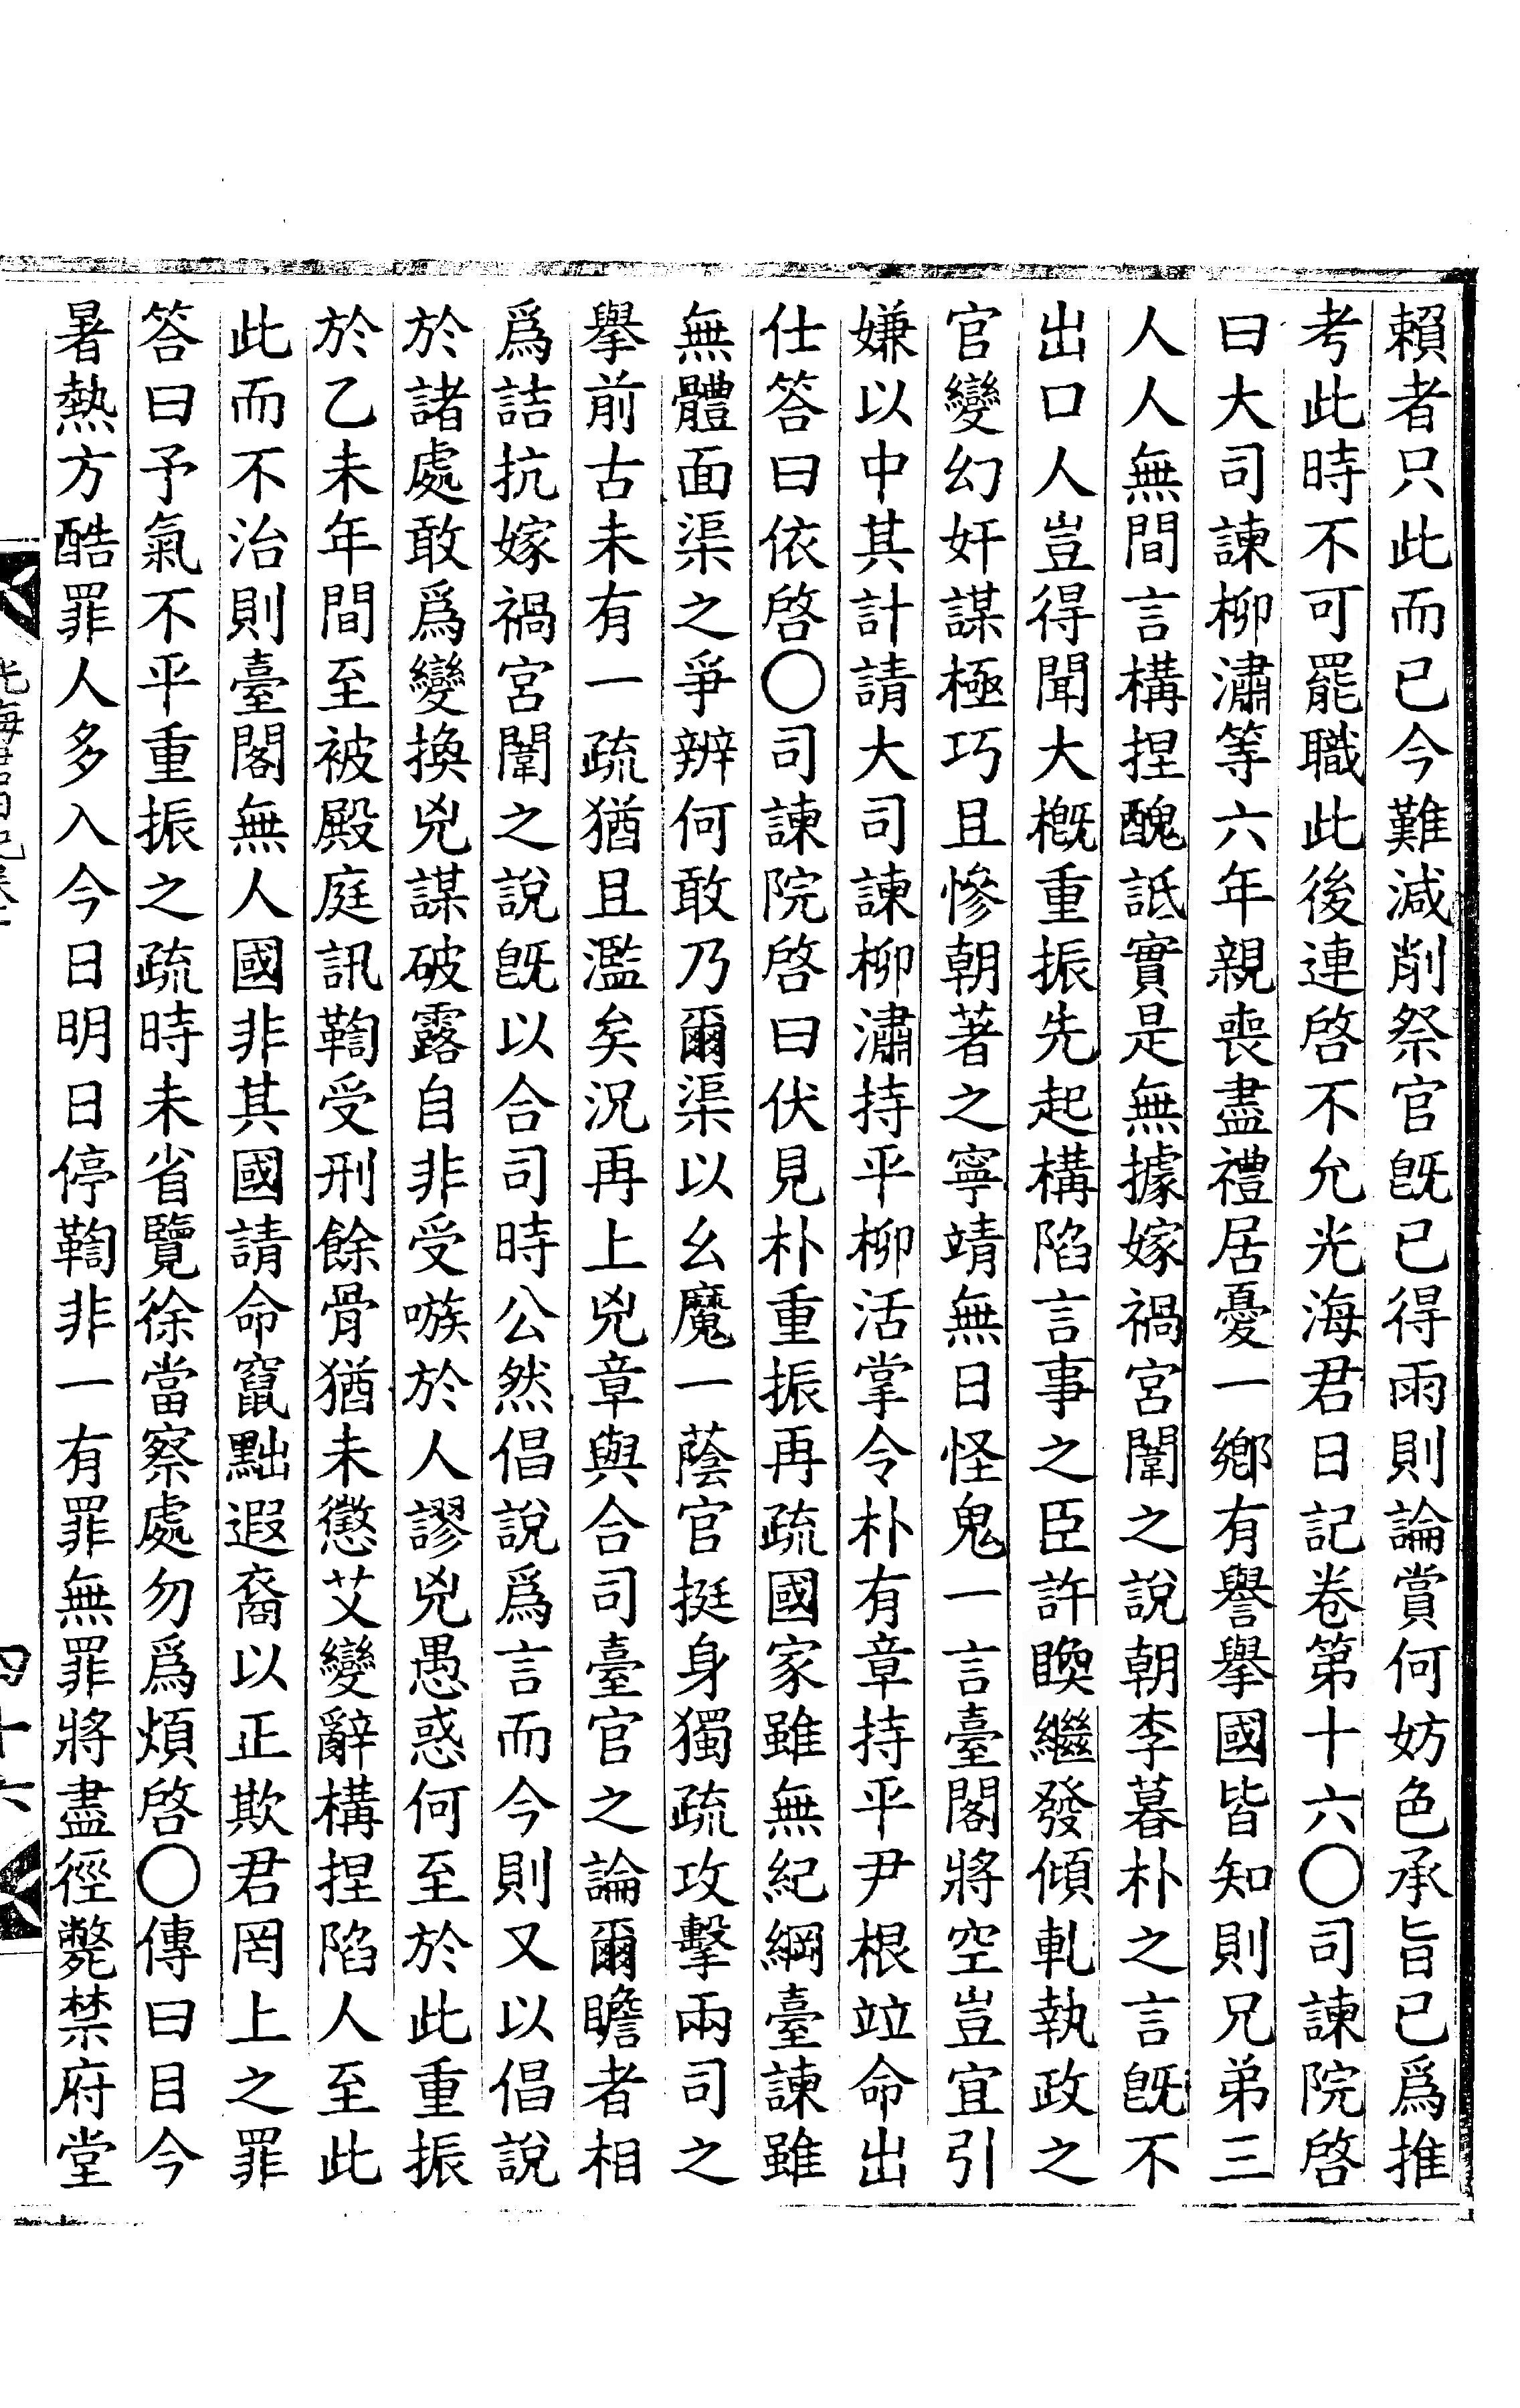 賴者只此而已今難減削祭官旣已得雨則論賞何妨色承旨已爲推
考此時不可罷職此後連啓不允光海君日記卷第十六〇司諫院啓
曰大司諫柳潚等六年親喪盡禮居憂一鄕有譽擧國皆知則兄弟三
人人無間言構捏醜詆實是無據嫁禍宮闈之說朝李暮朴之言旣不
出口人豈得聞大槪重振先起構陷言事之臣許㬇繼發傾軋執政之
官變幻奸謀極巧且慘朝著之寧靖無日怪鬼一言臺閣將空豈宜引
嫌以中其計請大司諫柳潚持平柳活掌令朴有章持平尹根竝命出
仕答曰依啓〇司諫院啓曰伏見朴重振再疏國家雖無紀綱臺諫雖
無體面渠之爭辨何敢乃爾渠以幺魔一蔭官挺身獨疏攻擊兩司之
擧前古未有一疏猶且濫矣況再上兇章與合司臺官之論爾瞻者相
爲詰抗嫁禍宮闈之說旣以合司時公然倡說爲言而今則又以倡說
於諸處敢爲變換兇謀破露自非受嗾於人謬兇愚惑何至於此重振
於乙未年間至被殿庭訊鞫受刑餘骨猶未懲艾變辭構捏陷人至此
此而不治則臺閣無人國非其國請命竄黜遐裔以正欺君罔上之罪
答曰予氣不平重振之疏時未省覽徐當察處勿爲煩啓〇傳曰目今
暑熱方酷罪人多入今日明日停鞫非一有罪無罪將盡徑斃禁府堂